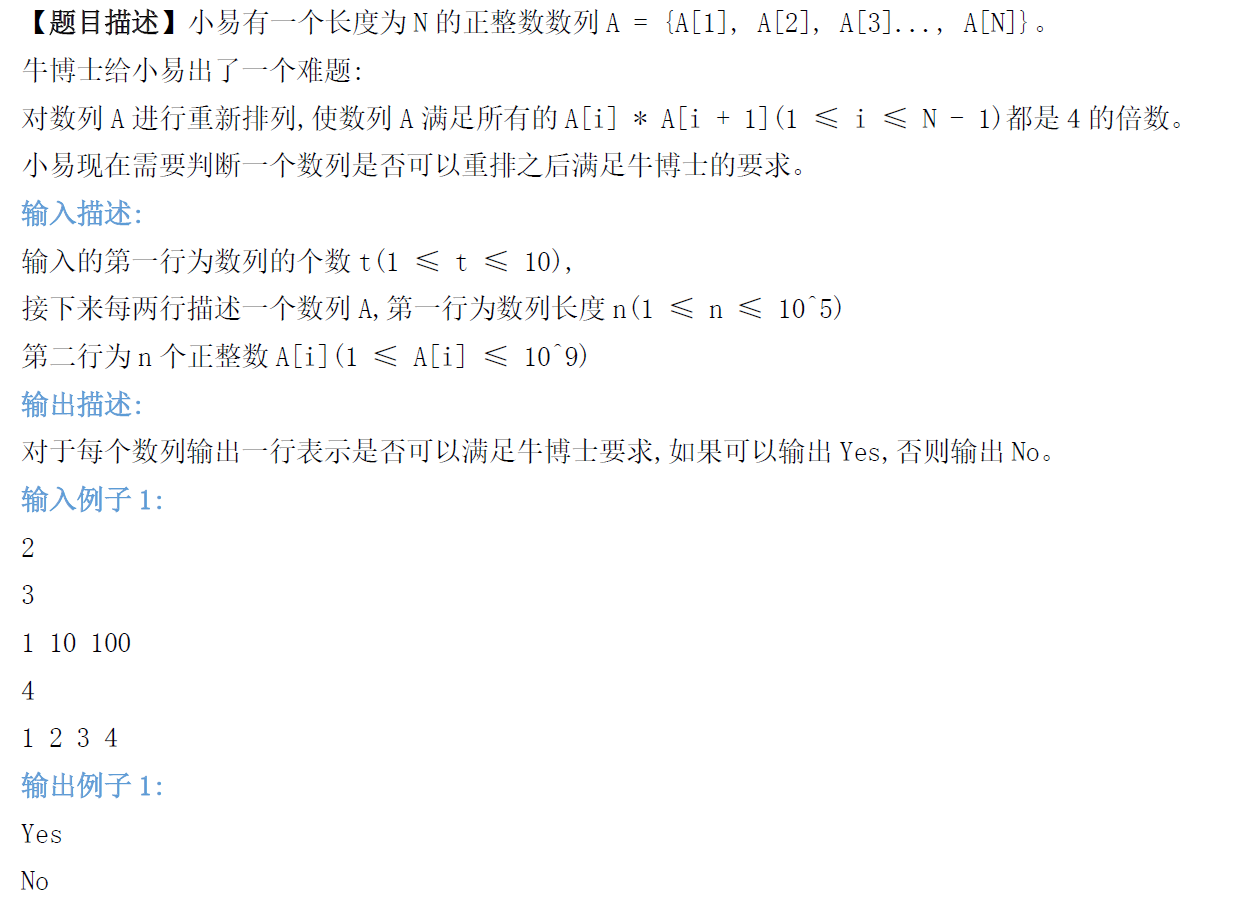 【题目描述】小易有一个长度为 N 的正整数数列 A = {A[1], A[2], A[3]..., A[N]}。
牛博士给小易出了一个难题:
对数列 A 进行重新排列,使数列 A 满足所有的 A[i] * A[i + 1](1 ≤ i ≤ N - 1)都是 4 的倍数。
小易现在需要判断一个数列是否可以重排之后满足牛博士的要求。
输入描述:
输入的第一行为数列的个数 t(1 ≤ t ≤ 10),
接下来每两行描述一个数列 A,第一行为数列长度 n(1 ≤ n ≤ 10^5)
第二行为 n 个正整数 A[i](1 ≤ A[i] ≤ 10^9)
输出描述:
对于每个数列输出一行表示是否可以满足牛博士要求,如果可以输出 Yes,否则输出 No。
输入例子 1:
2
3
1 10 100
4
1 2 3 4
输出例子 1:
Yes
No